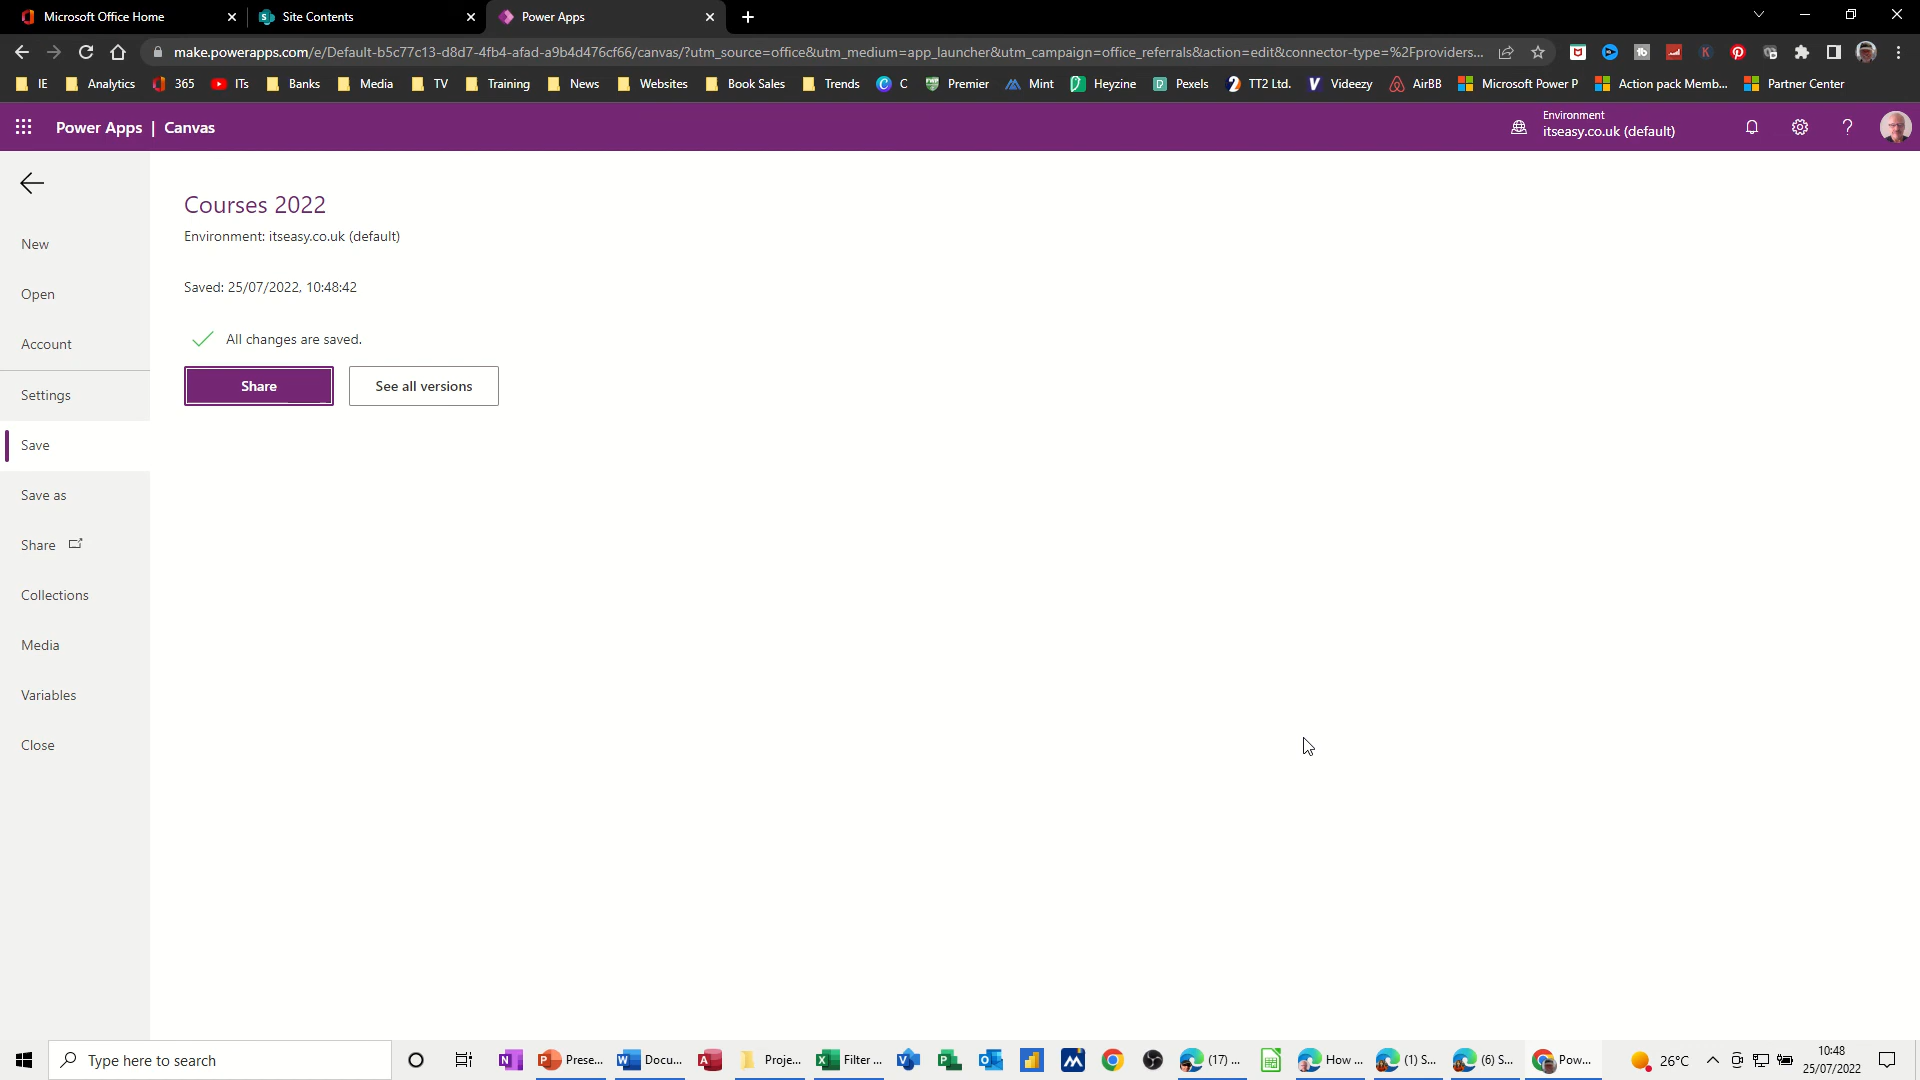 Microsoft Office Home
Site Contents
Power Apps
make.powerapps.com/e/Default-b5c77c13-d8d7-4fb4-afad-a9b4d476cf66/canvas/?utm_source=office&utm_medium=app_launcher&utm_campaign=office_referrals&action=edit&connector-type=%2Fproviders...
IE Analytics 365 ITs Banks Media TV Training News Websites Book Sales Trends C Premier Mint Heyzine Pexels TT2 Ltd. Videezy AirBB Microsoft Power P Action pack Memb... Partner Center
Power Apps | Canvas
Environment
itseasy.co.uk (default)
New
Open
Account
Settings
Save
Save as
Share
Collections
Media
Variables
Close
Courses 2022
Environment: itseasy.co.uk (default)
Saved: 25/07/2022, 10:48:42
All changes are saved.
Share
See all versions
Type here to search
Prese... Docu... Proje... Filter ... (17) ... How ... (1) S... (6) S... Pow... 26°C
10:48
25/07/2022